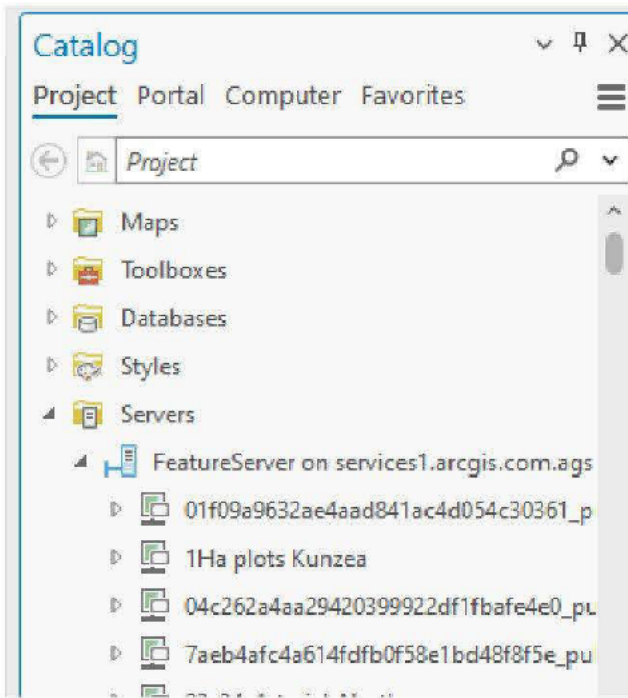 Catalog
Project Portal Computer Favorites
Project
Maps
Toolboxes
Databases
Styles
Servers
FeatureServer on services1.arcgis.com.ags
01f09a9632ae4aad841ac4d054c30361_p
1Ha plots Kunzea
04c262a4aa29420399922df1fbafe4e0_pu
7aeb4afc4a614fdfb0f58e1bd48f8f5e_pu